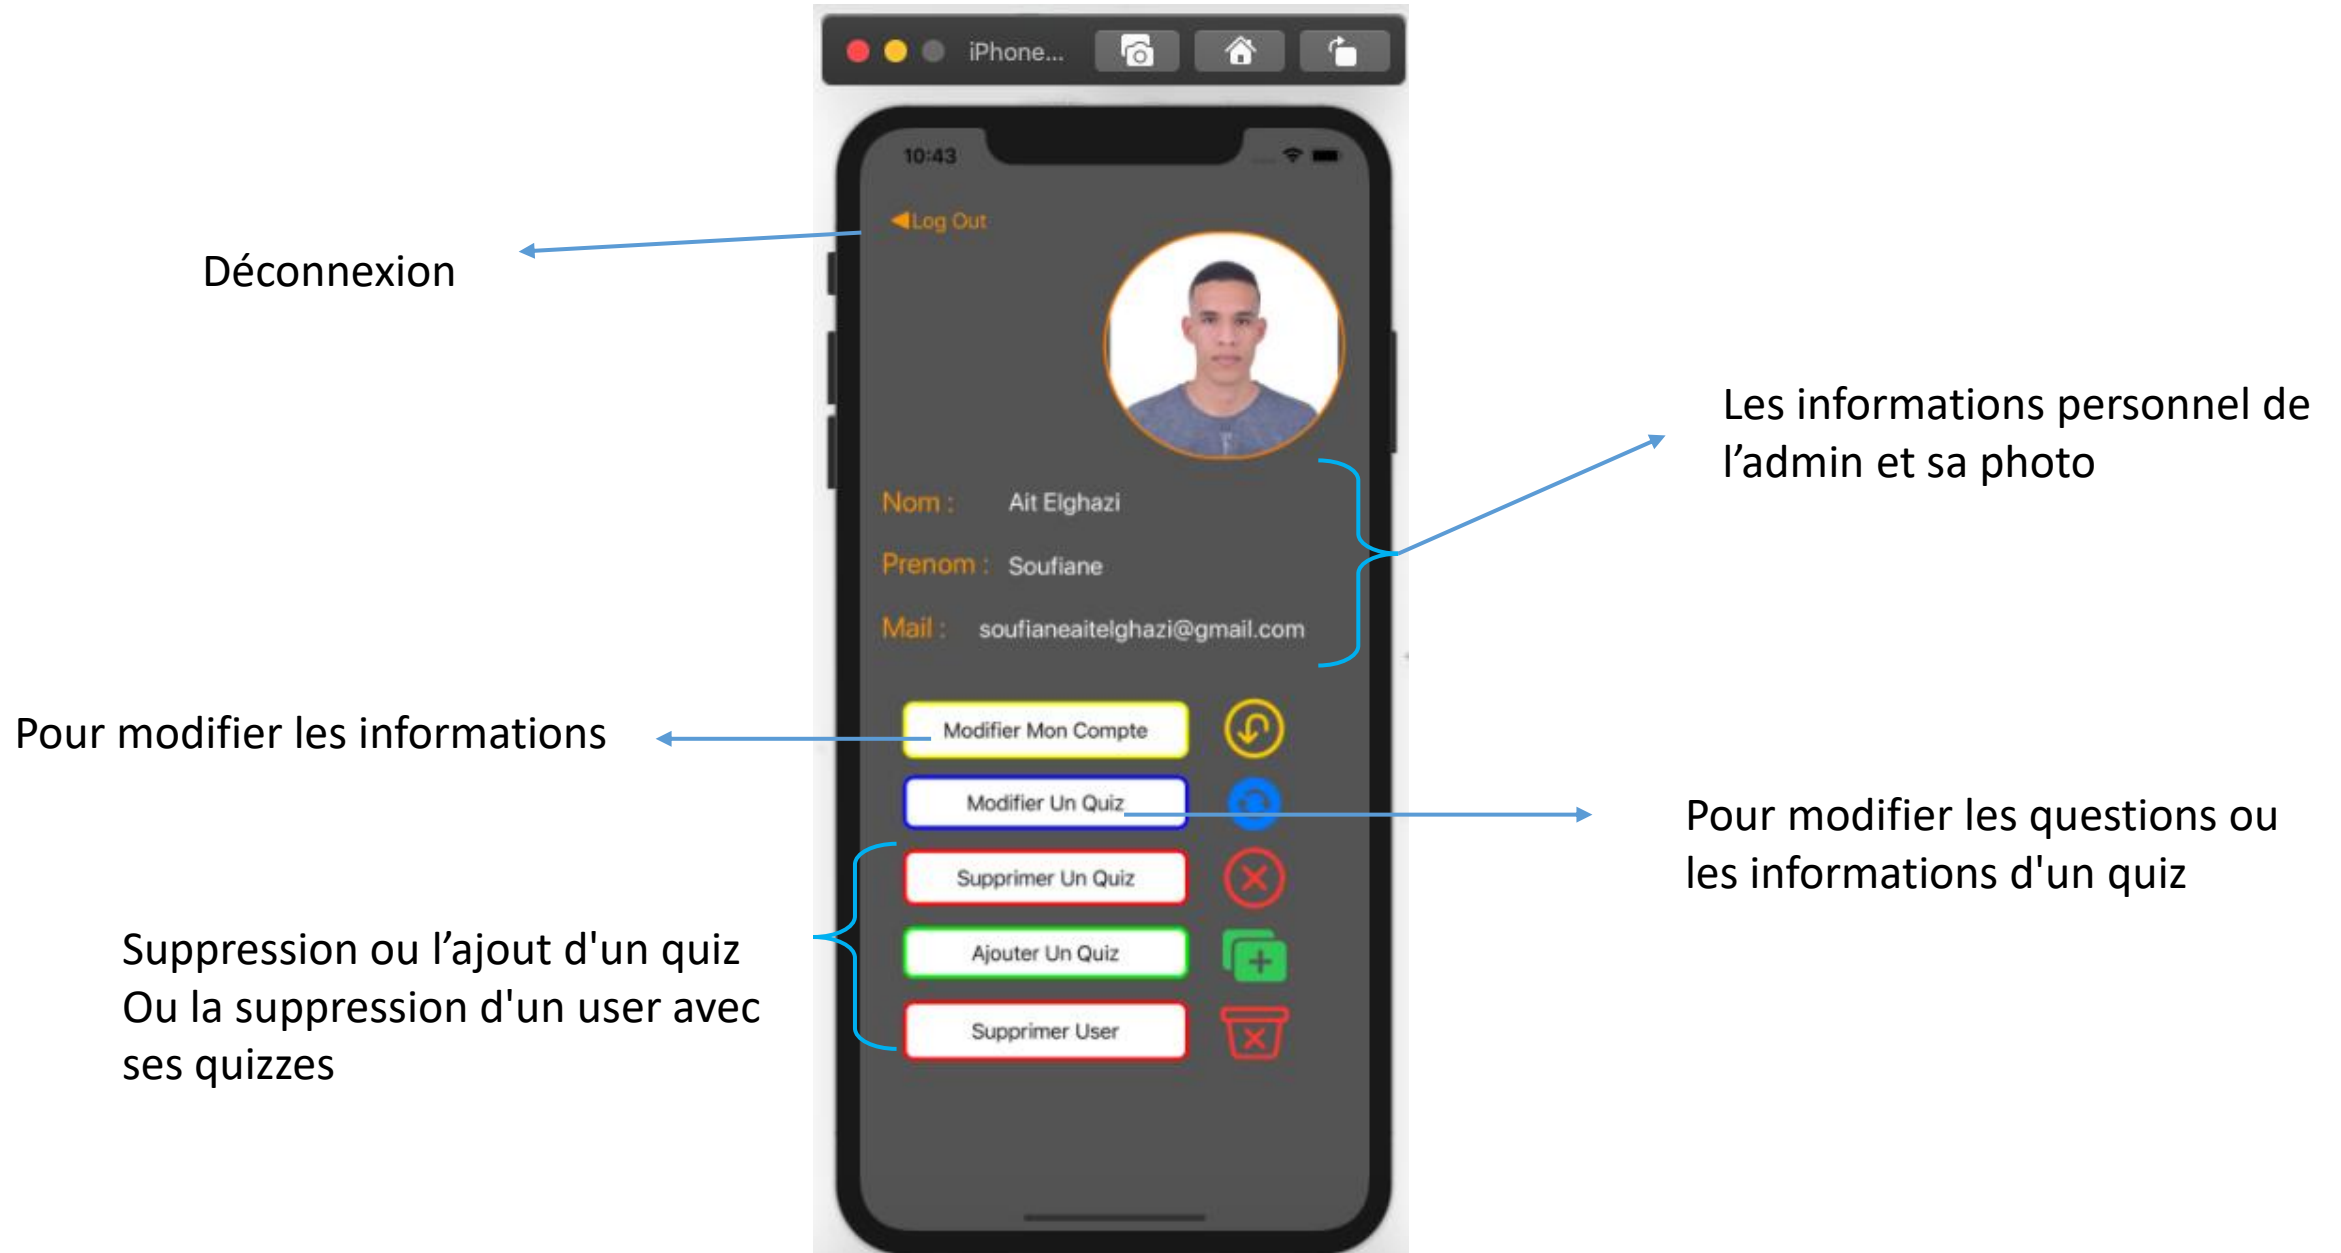 iPhone...
10:43
Log Out
Déconnexion
Les informations personnel de
l’admin et sa photo
Nom : Ait Elghazi
Prenom : Soufiane
Mail : soufianeaitelghazi@gmail.com
Pour modifier les informations
Modifier Mon Compte
Modifier Un Quiz
Pour modifier les questions ou
les informations d'un quiz
Supprimer Un Quiz
Suppression ou l’ajout d'un quiz
Ou la suppression d'un user avec
ses quizzes
Ajouter Un Quiz
Supprimer User